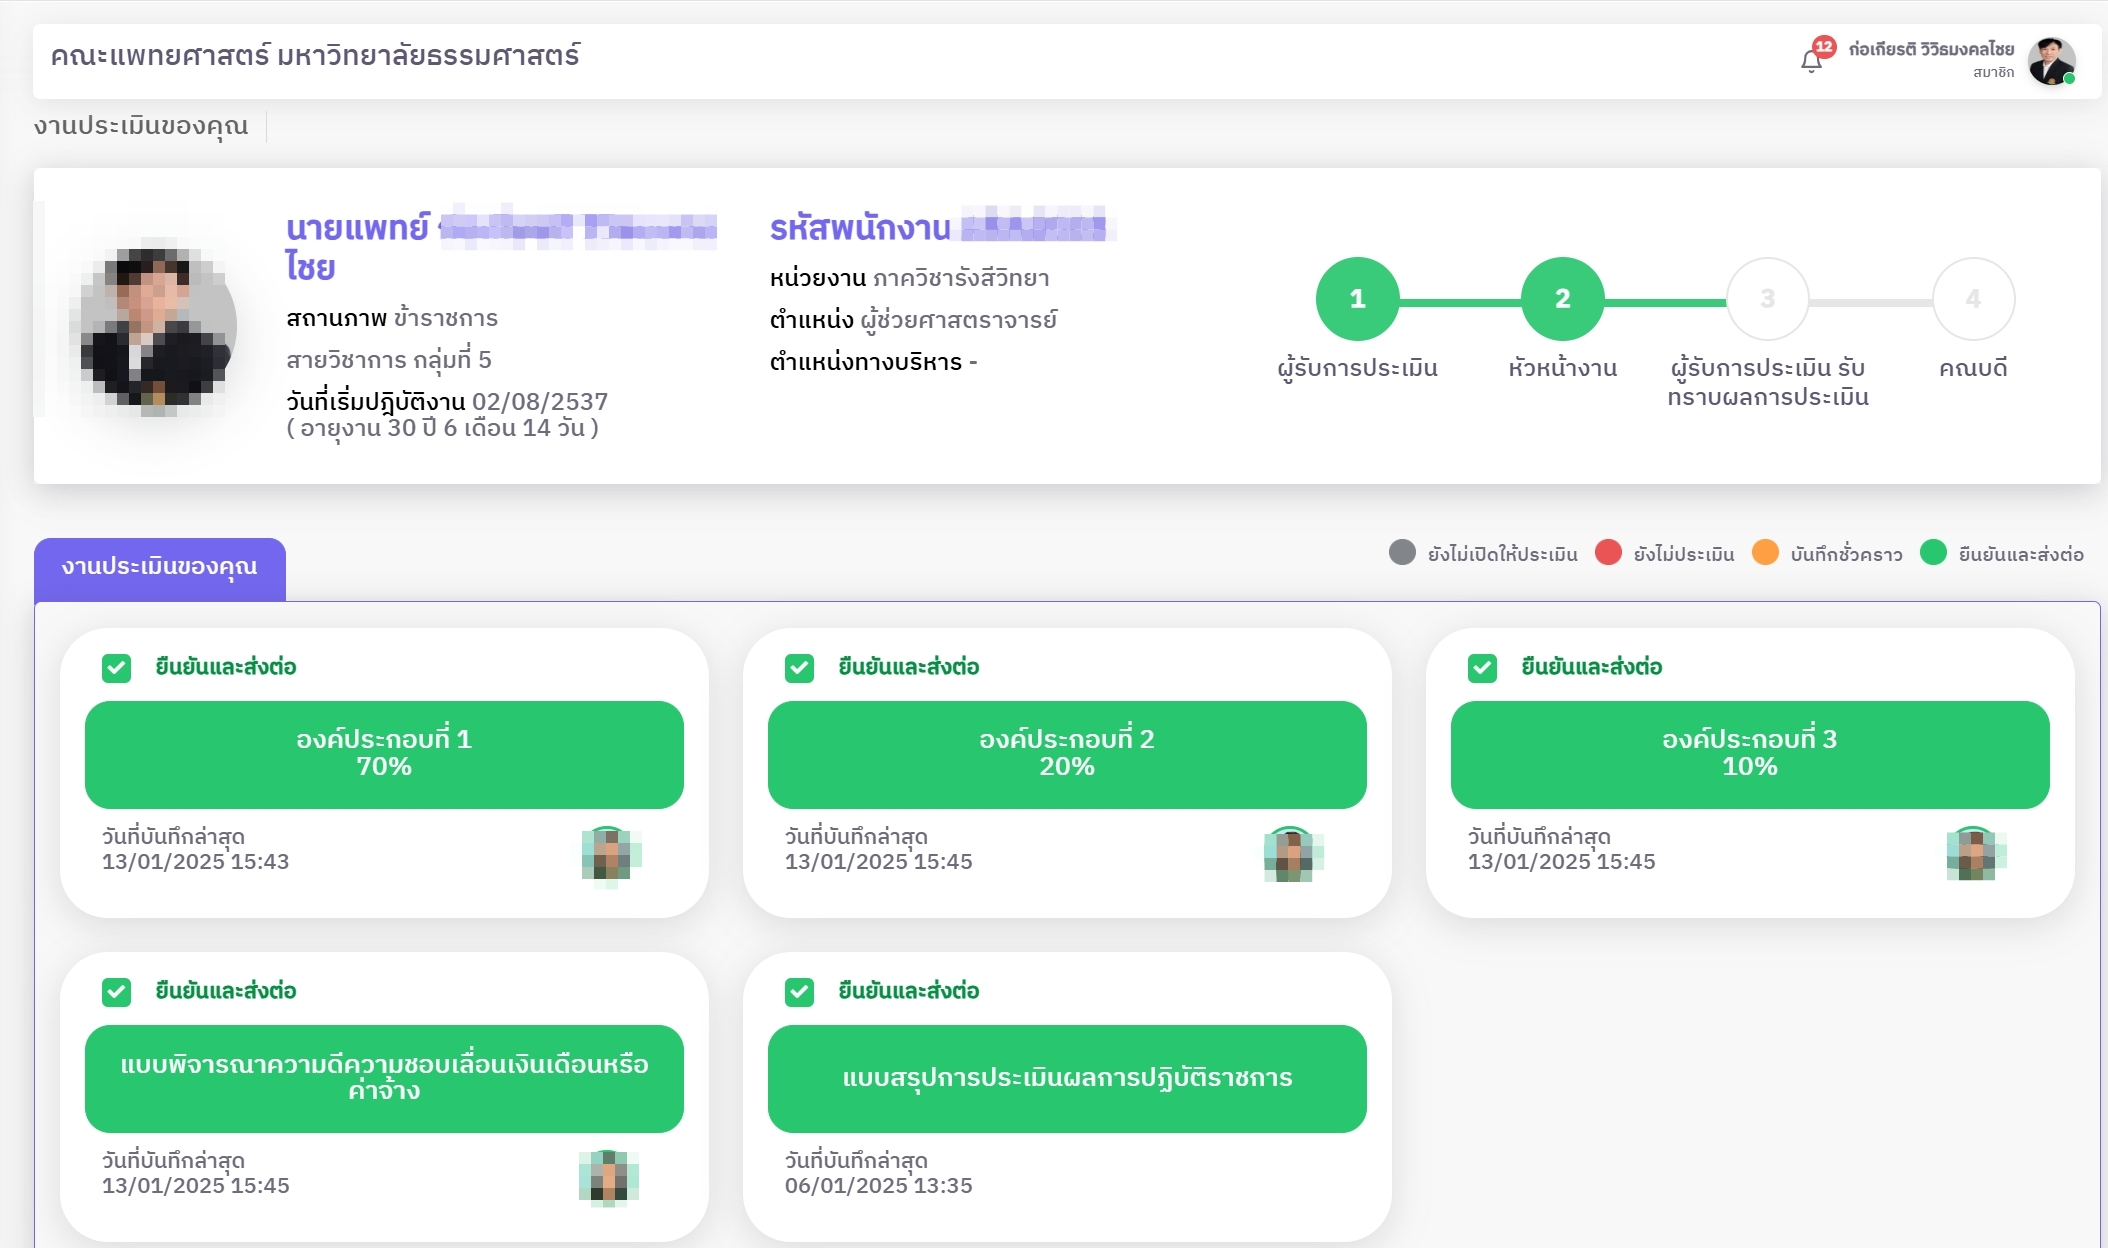 คณะแพทยศาสตร์ มหาวิทยาลัยธรรมศาสตร์
12
ก่อเกียรติ วิวิธมงคลไชย
สมาชิก
งานประเมินของคุณ
นายแพทย์
ไชย
สถานภาพ ข้าราชการ
สายวิชาการ กลุ่มที่ 5
วันที่เริ่มปฏิบัติงาน 02/08/2537
( อายุงาน 30 ปี 6 เดือน 14 วัน )
รหัสพนักงาน
หน่วยงาน ภาควิชารังสีวิทยา
ตำแหน่ง ผู้ช่วยศาสตราจารย์
ตำแหน่งทางบริหาร -
1
ผู้รับการประเมิน
2
หัวหน้างาน
3
ผู้รับการประเมิน รับ
ทราบผลการประเมิน
4
คณบดี
งานประเมินของคุณ
ยังไม่เปิดให้ประเมิน
ยังไม่ประเมิน
บันทึกชั่วคราว
ยืนยันและส่งต่อ
ยืนยันและส่งต่อ
องค์ประกอบที่ 1
70%
วันที่บันทึกล่าสุด
13/01/2025 15:43
ยืนยันและส่งต่อ
องค์ประกอบที่ 2
20%
วันที่บันทึกล่าสุด
13/01/2025 15:45
ยืนยันและส่งต่อ
องค์ประกอบที่ 3
10%
วันที่บันทึกล่าสุด
13/01/2025 15:45
ยืนยันและส่งต่อ
แบบพิจารณาความดีความชอบเลื่อนเงินเดือนหรือ
ค่าจ้าง
วันที่บันทึกล่าสุด
13/01/2025 15:45
ยืนยันและส่งต่อ
แบบสรุปการประเมินผลการปฏิบัติราชการ
วันที่บันทึกล่าสุด
06/01/2025 13:35